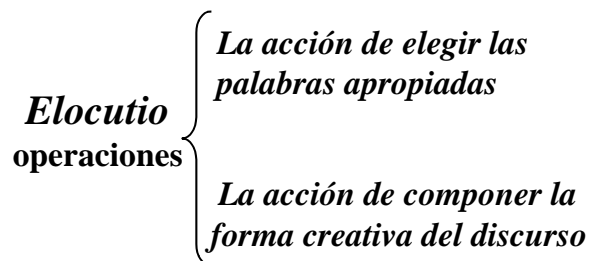 Elocutio
operaciones
La acción de elegir las
palabras apropiadas
La acción de componer la
forma creativa del discurso